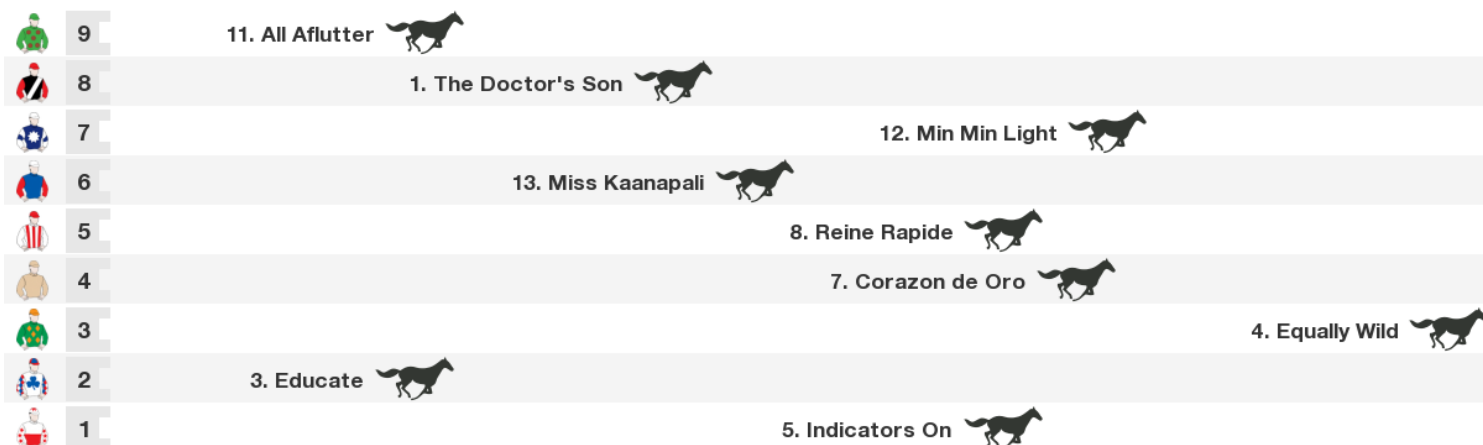 9 11. All Aflutter
8 1. The Doctor's Son
7 12. Min Min Light
6 13. Miss Kaanapali
5 8. Reine Rapide
4 7. Corazon de Oro
3 4. Equally Wild
2 3. Educate
1 5. Indicators On